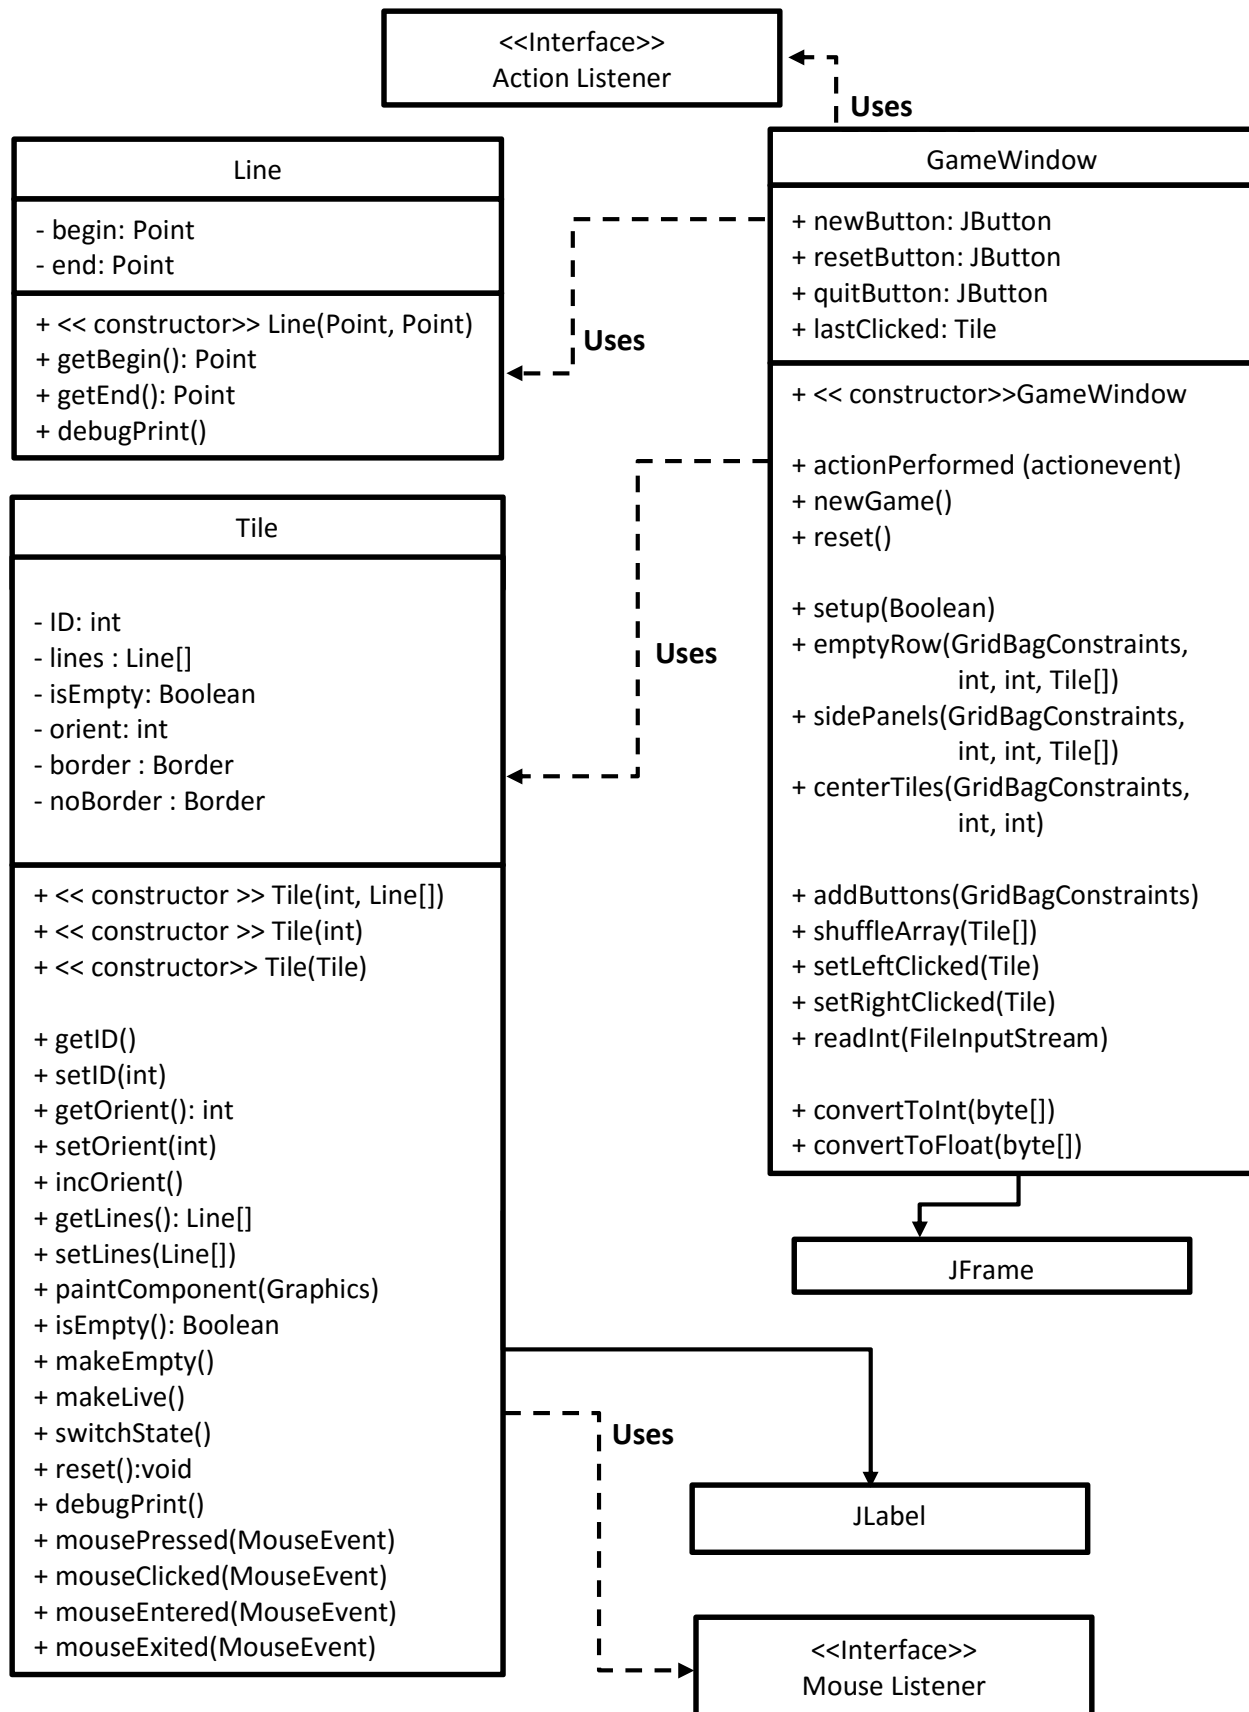 <<Interface>>
Action Listener
Uses
Line
- begin: Point
- end: Point
+ << constructor>> Line(Point, Point)
+ getBegin(): Point
+ getEnd(): Point
+ debugPrint()
Uses
GameWindow
+ newButton: JButton
+ resetButton: JButton
+ quitButton: JButton
+ lastClicked: Tile
+ << constructor>>GameWindow
+ actionPerformed (actionevent)
+ newGame()
+ reset()
+ setup(Boolean)
+ emptyRow(GridBagConstraints,
int, int, Tile[])
+ sidePanels(GridBagConstraints,
int, int, Tile[])
+ centerTiles(GridBagConstraints,
int, int)
+ addButtons(GridBagConstraints)
+ shuffleArray(Tile[])
+ setLeftClicked(Tile)
+ setRightClicked(Tile)
+ readInt(FileInputStream)
+ convertToInt(byte[])
+ convertToFloat(byte[])
Uses
Tile
- ID: int
- lines : Line[]
- isEmpty: Boolean
- orient: int
- border : Border
- noBorder : Border
+ << constructor >> Tile(int, Line[])
+ << constructor >> Tile(int)
+ << constructor>> Tile(Tile)
+ getID()
+ setID(int)
+ getOrient(): int
+ setOrient(int)
+ incOrient()
+ getLines(): Line[]
+ setLines(Line[])
+ paintComponent(Graphics)
+ isEmpty(): Boolean
+ makeEmpty()
+ makeLive()
+ switchState()
+ reset():void
+ debugPrint()
+ mousePressed(MouseEvent)
+ mouseClicked(MouseEvent)
+ mouseEntered(MouseEvent)
+ mouseExited(MouseEvent)
JFrame
Uses
JLabel
<<Interface>>
Mouse Listener